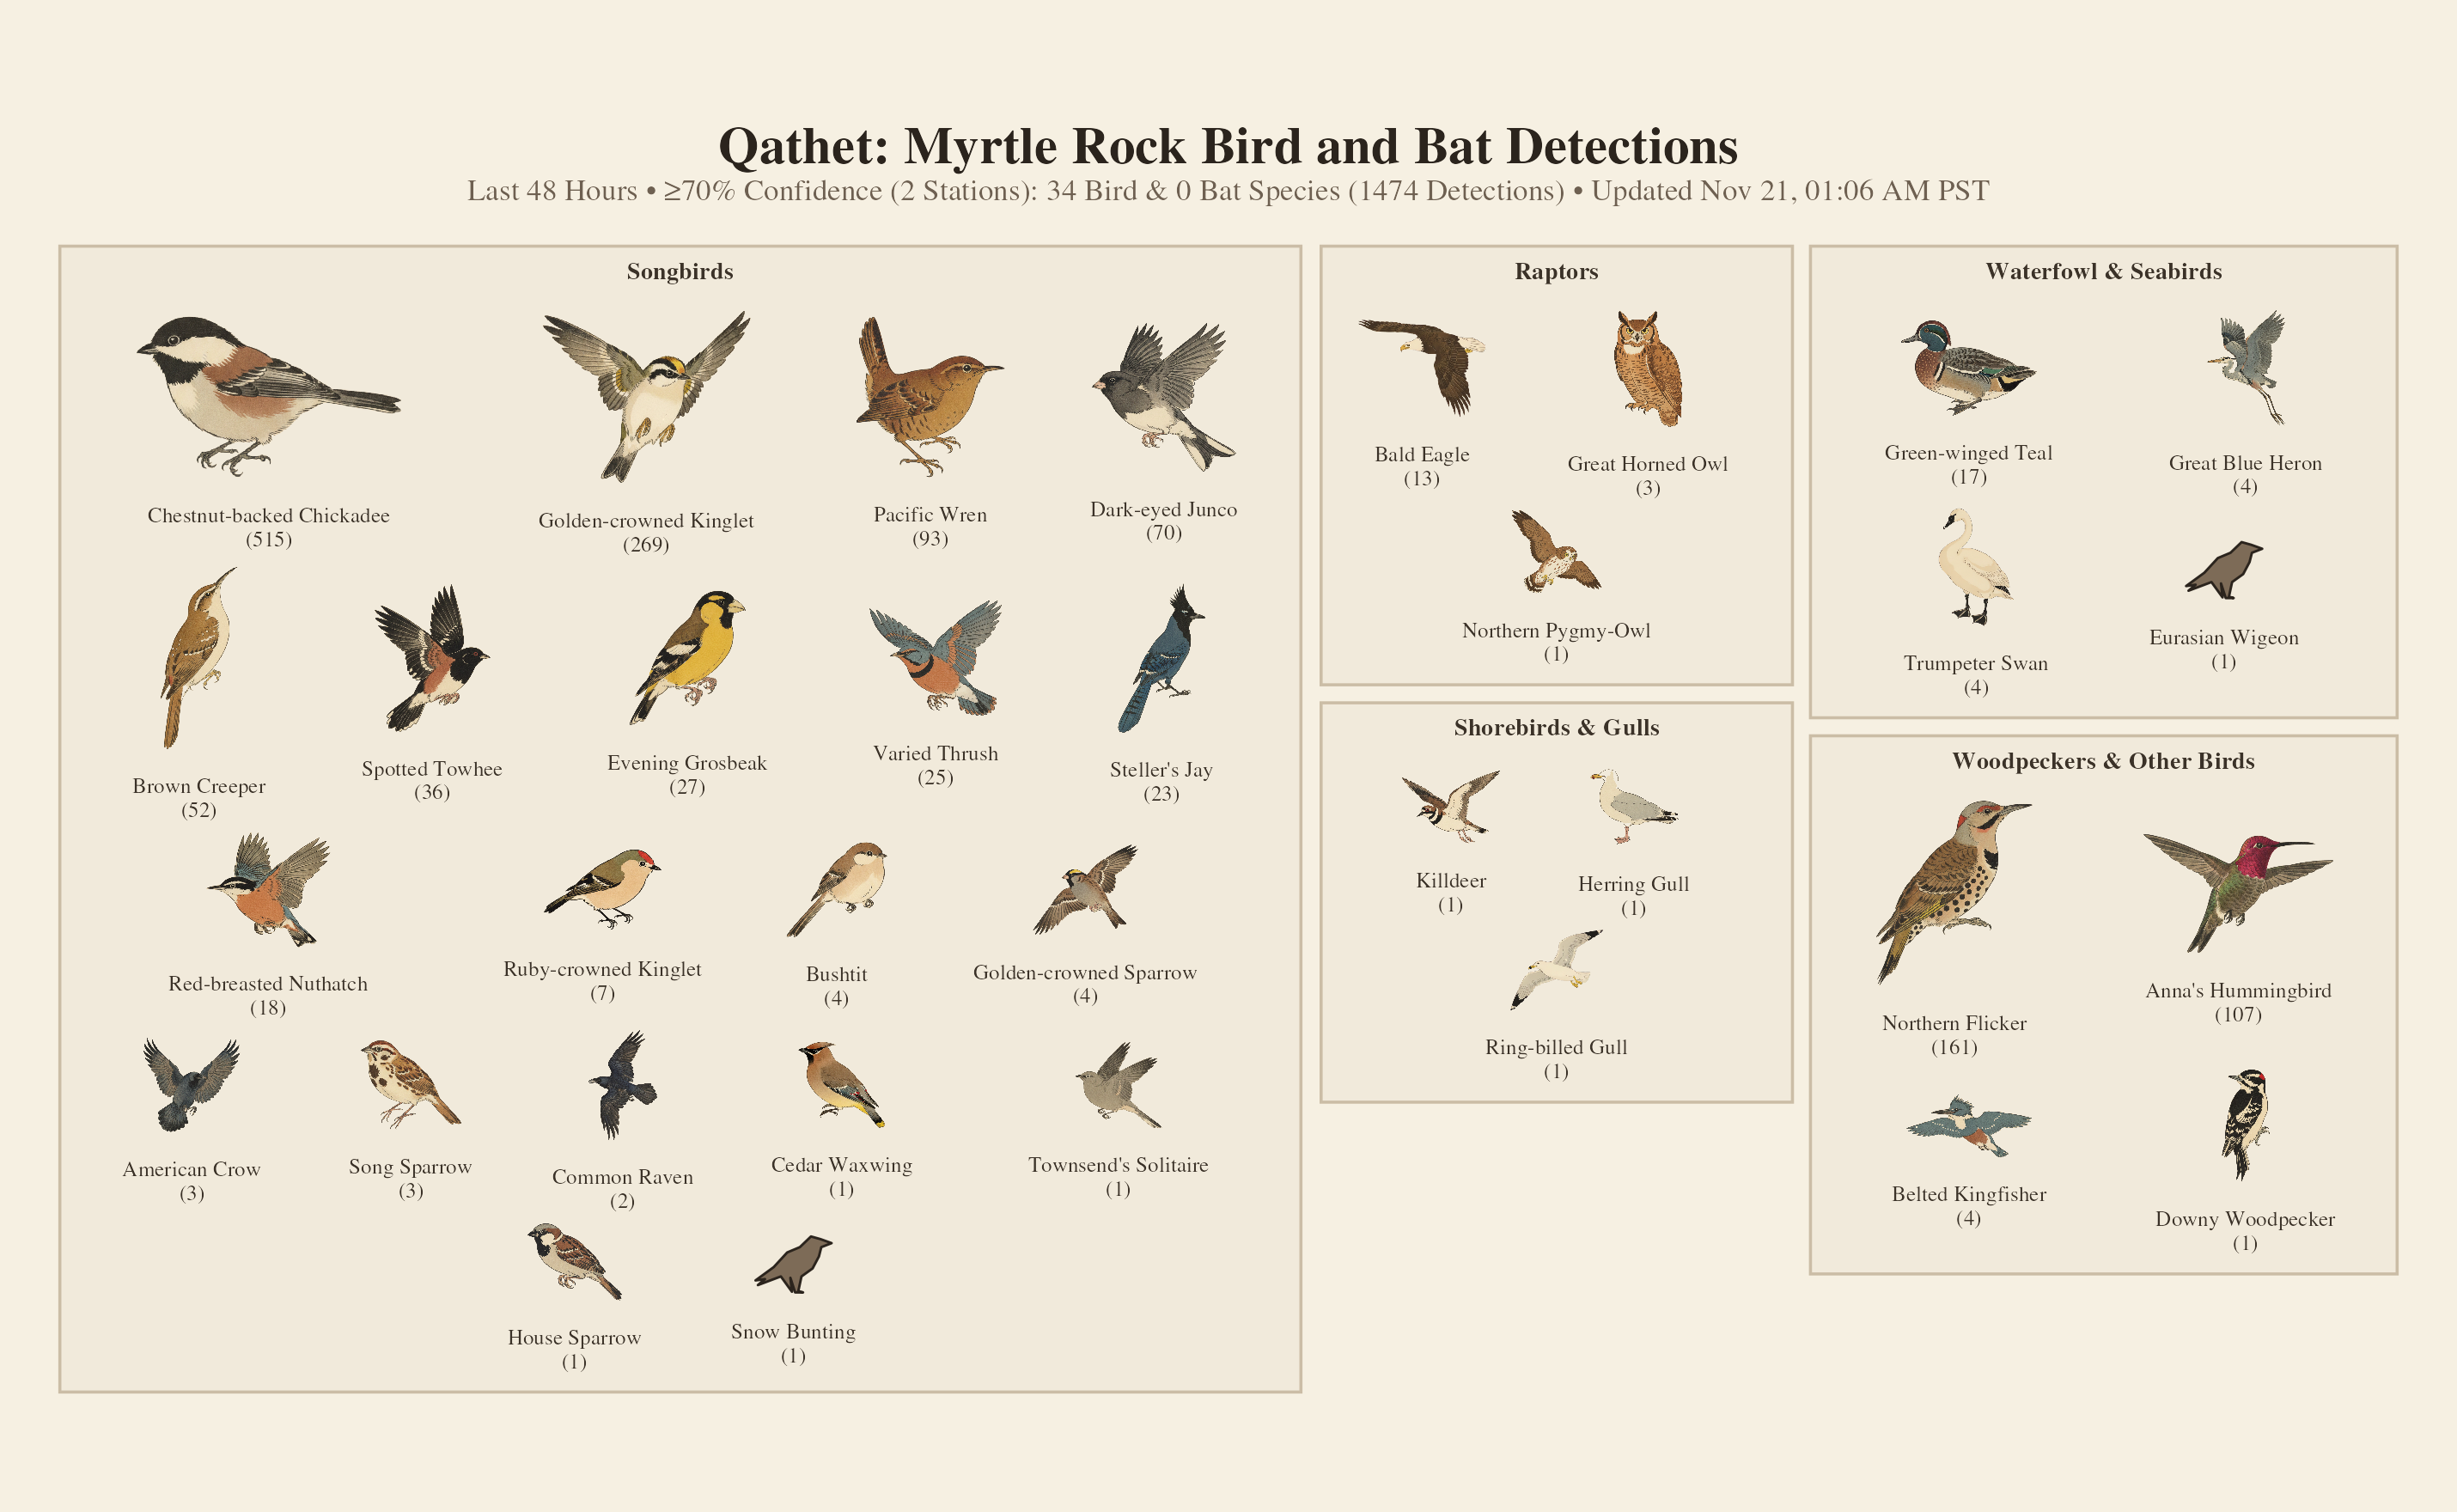 Qathet: Myrtle Rock Bird and Bat Detections
Last 48 Hours • ≥70% Confidence (2 Stations): 34 Bird & 0 Bat Species (1474 Detections) • Updated Nov 21, 01:06 AM PST
Songbirds
Chestnut-backed Chickadee
(515)
Golden-crowned Kinglet
(269)
Pacific Wren
(93)
Dark-eyed Junco
(70)
Brown Creeper
(52)
Spotted Towhee
(36)
Evening Grosbeak
(27)
Varied Thrush
(25)
Steller's Jay
(23)
Red-breasted Nuthatch
(18)
Ruby-crowned Kinglet
(7)
Bushtit
(4)
Golden-crowned Sparrow
(4)
American Crow
(3)
Song Sparrow
(3)
Common Raven
(2)
Cedar Waxwing
(1)
Townsend's Solitaire
(1)
House Sparrow
(1)
Snow Bunting
(1)
Raptors
Bald Eagle
(13)
Great Horned Owl
(3)
Northern Pygmy-Owl
(1)
Shorebirds & Gulls
Killdeer
(1)
Herring Gull
(1)
Ring-billed Gull
(1)
Waterfowl & Seabirds
Green-winged Teal
(17)
Great Blue Heron
(4)
Trumpeter Swan
(4)
Eurasian Wigeon
(1)
Woodpeckers & Other Birds
Northern Flicker
(161)
Anna's Hummingbird
(107)
Belted Kingfisher
(4)
Downy Woodpecker
(1)